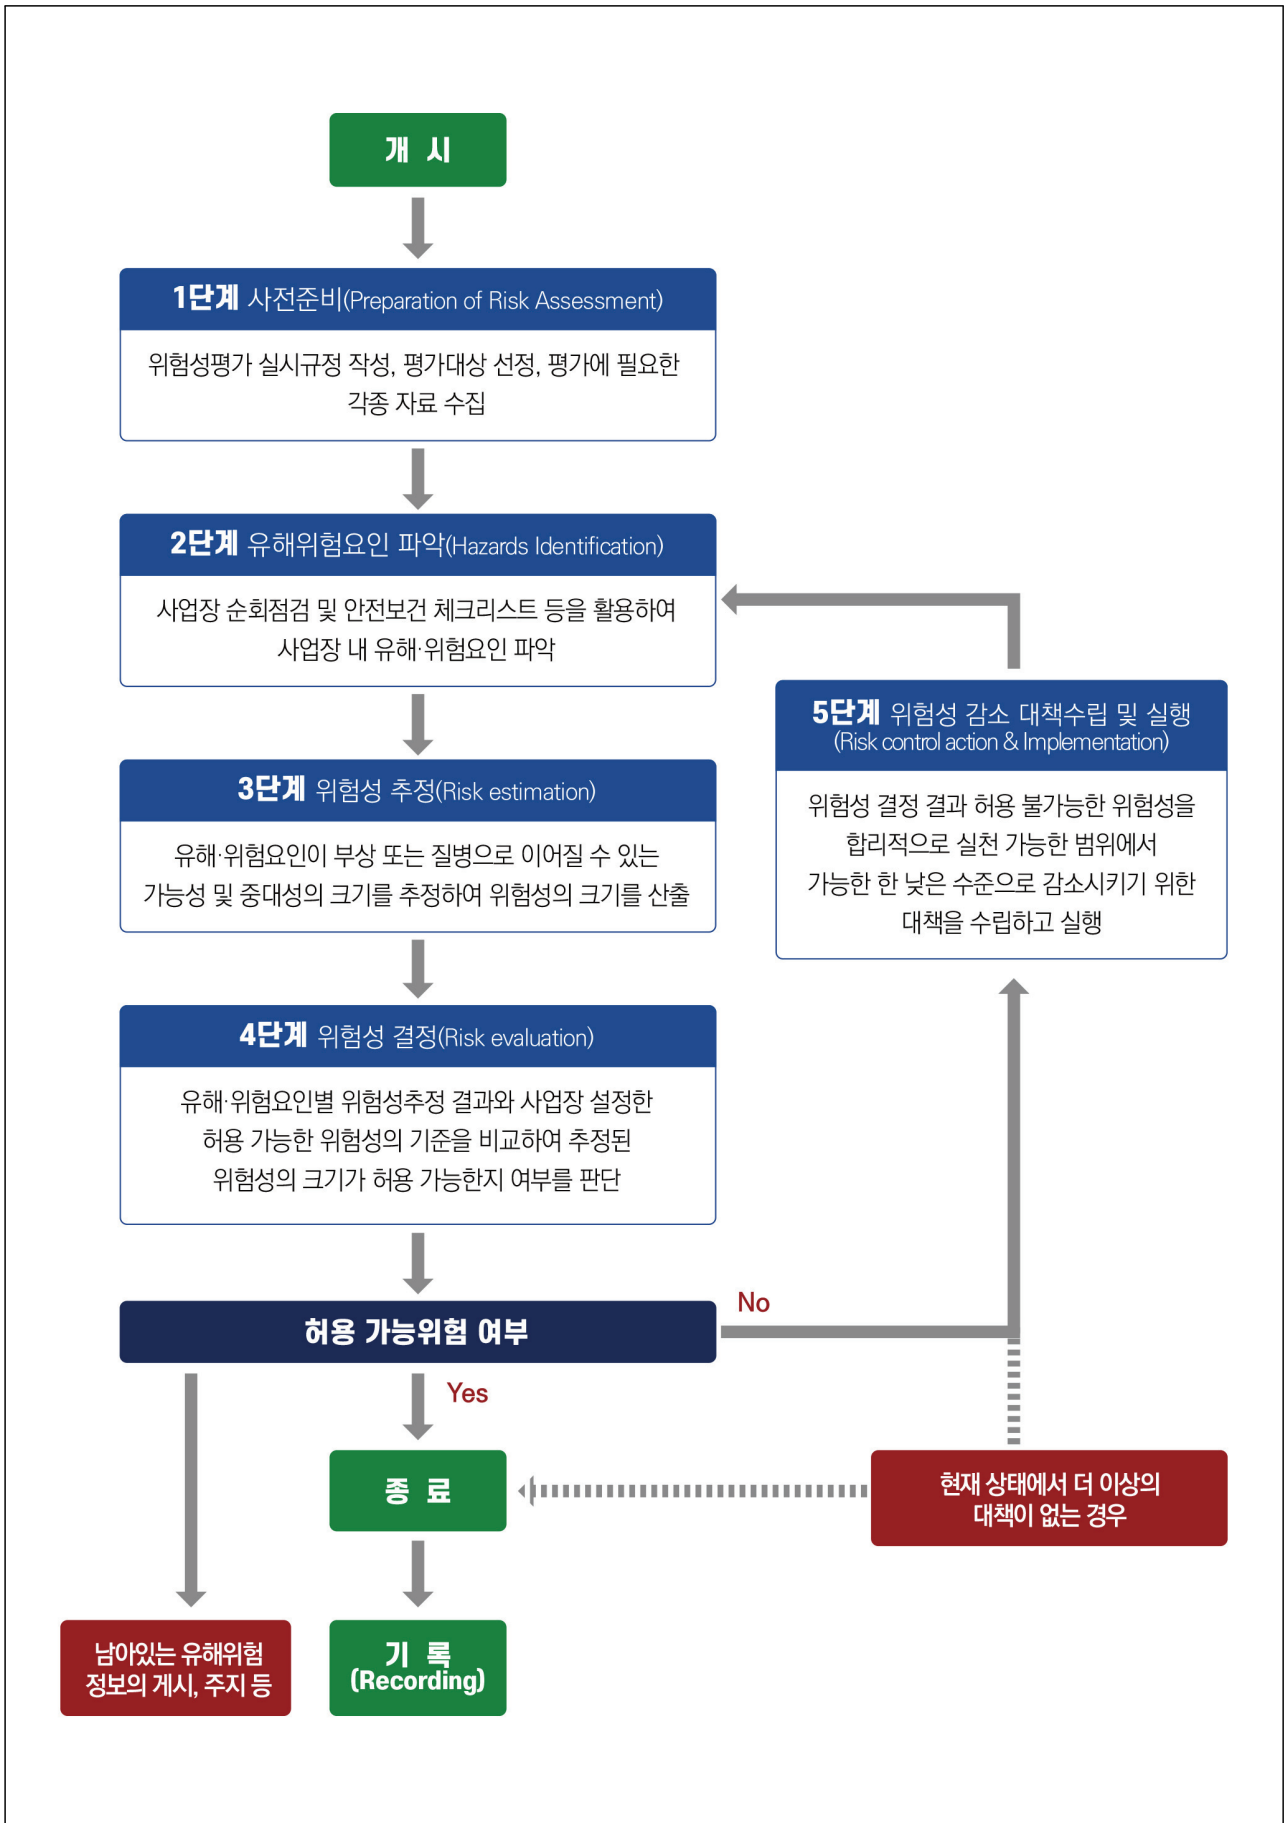 개 시
1단계 사전준비(Preparation of Risk Assessment)
위험성평가 실시규정 작성, 평가대상 선정, 평가에 필요한
각종 자료 수집
2단계 유해위험요인 파악(Hazards Identification)
사업장 순회점검 및 안전보건 체크리스트 등을 활용하여
사업장 내 유해·위험요인 파악
3단계 위험성 추정(Risk estimation)
유해·위험요인이 부상 또는 질병으로 이어질 수 있는
가능성 및 중대성의 크기를 추정하여 위험성의 크기를 산출
4단계 위험성 결정(Risk evaluation)
유해·위험요인별 위험성추정 결과와 사업장 설정한
허용 가능한 위험성의 기준을 비교하여 추정된
위험성의 크기가 허용 가능한지 여부를 판단
5단계 위험성 감소 대책수립 및 실행
(Risk control action & Implementation)
위험성 결정 결과 허용 불가능한 위험성을
합리적으로 실천 가능한 범위에서
가능한 한 낮은 수준으로 감소시키기 위한
대책을 수립하고 실행
허용 가능위험 여부
No
Yes
종 료
현재 상태에서 더 이상의
대책이 없는 경우
남아있는 유해위험
정보의 게시, 주지 등
기 록
(Recording)